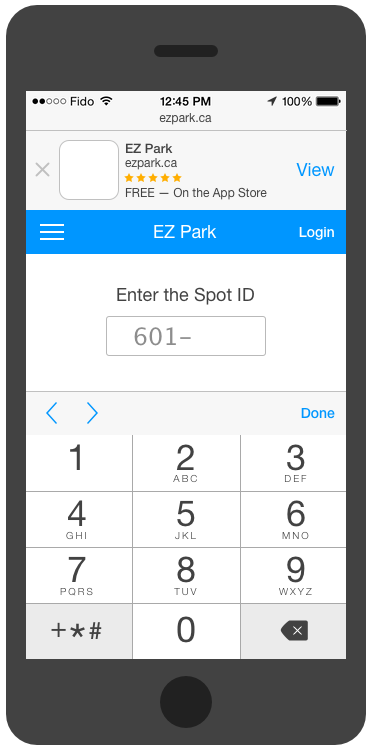 Fido 12:45 PM 100%
ezpark.ca
EZ Park
ezpark.ca
View
FREE — On the App Store
EZ Park Login
Enter the Spot ID
601–
Done
1 2 3
ABC DEF
4 5 6
GHI JKL MNO
7 8 9
PQRS TUV WXYZ
+*# 0